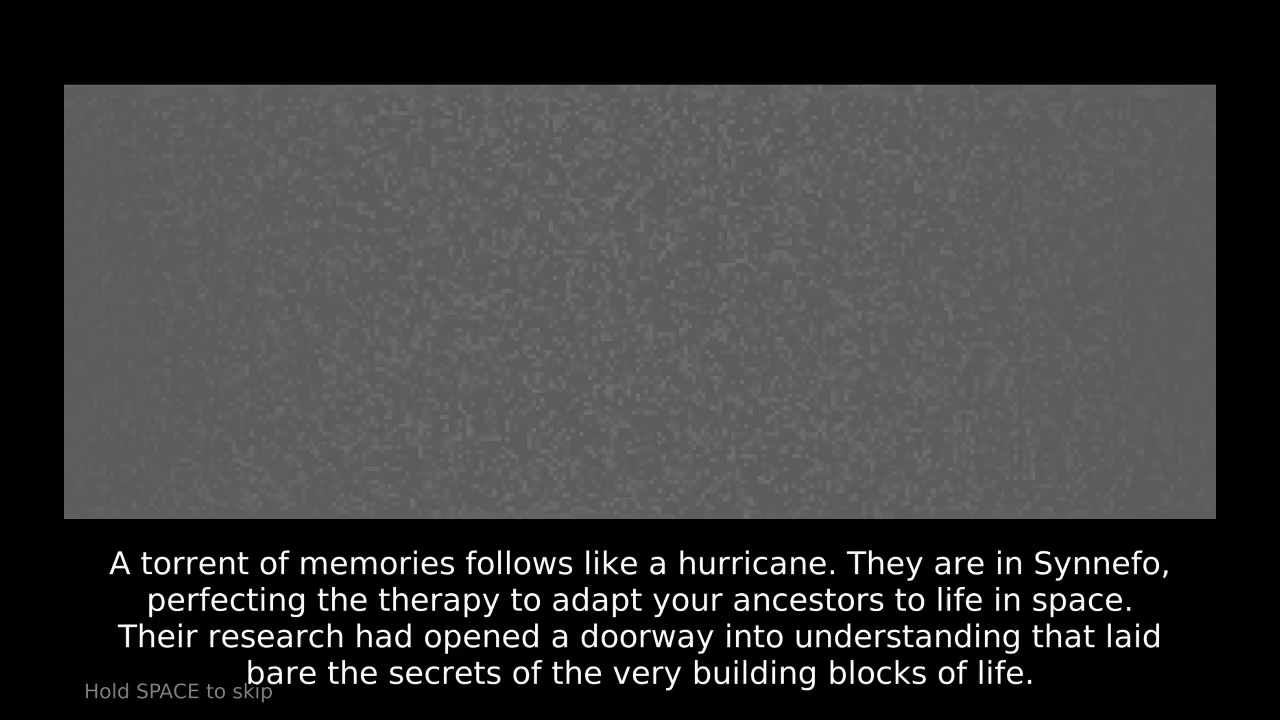 A torrent of memories follows like a hurricane. They are in Synnefo,
perfecting the therapy to adapt your ancestors to life in space.
Their research had opened a doorway into understanding that laid
bare the secrets of the very building blocks of life.
Hold SPACE to skip